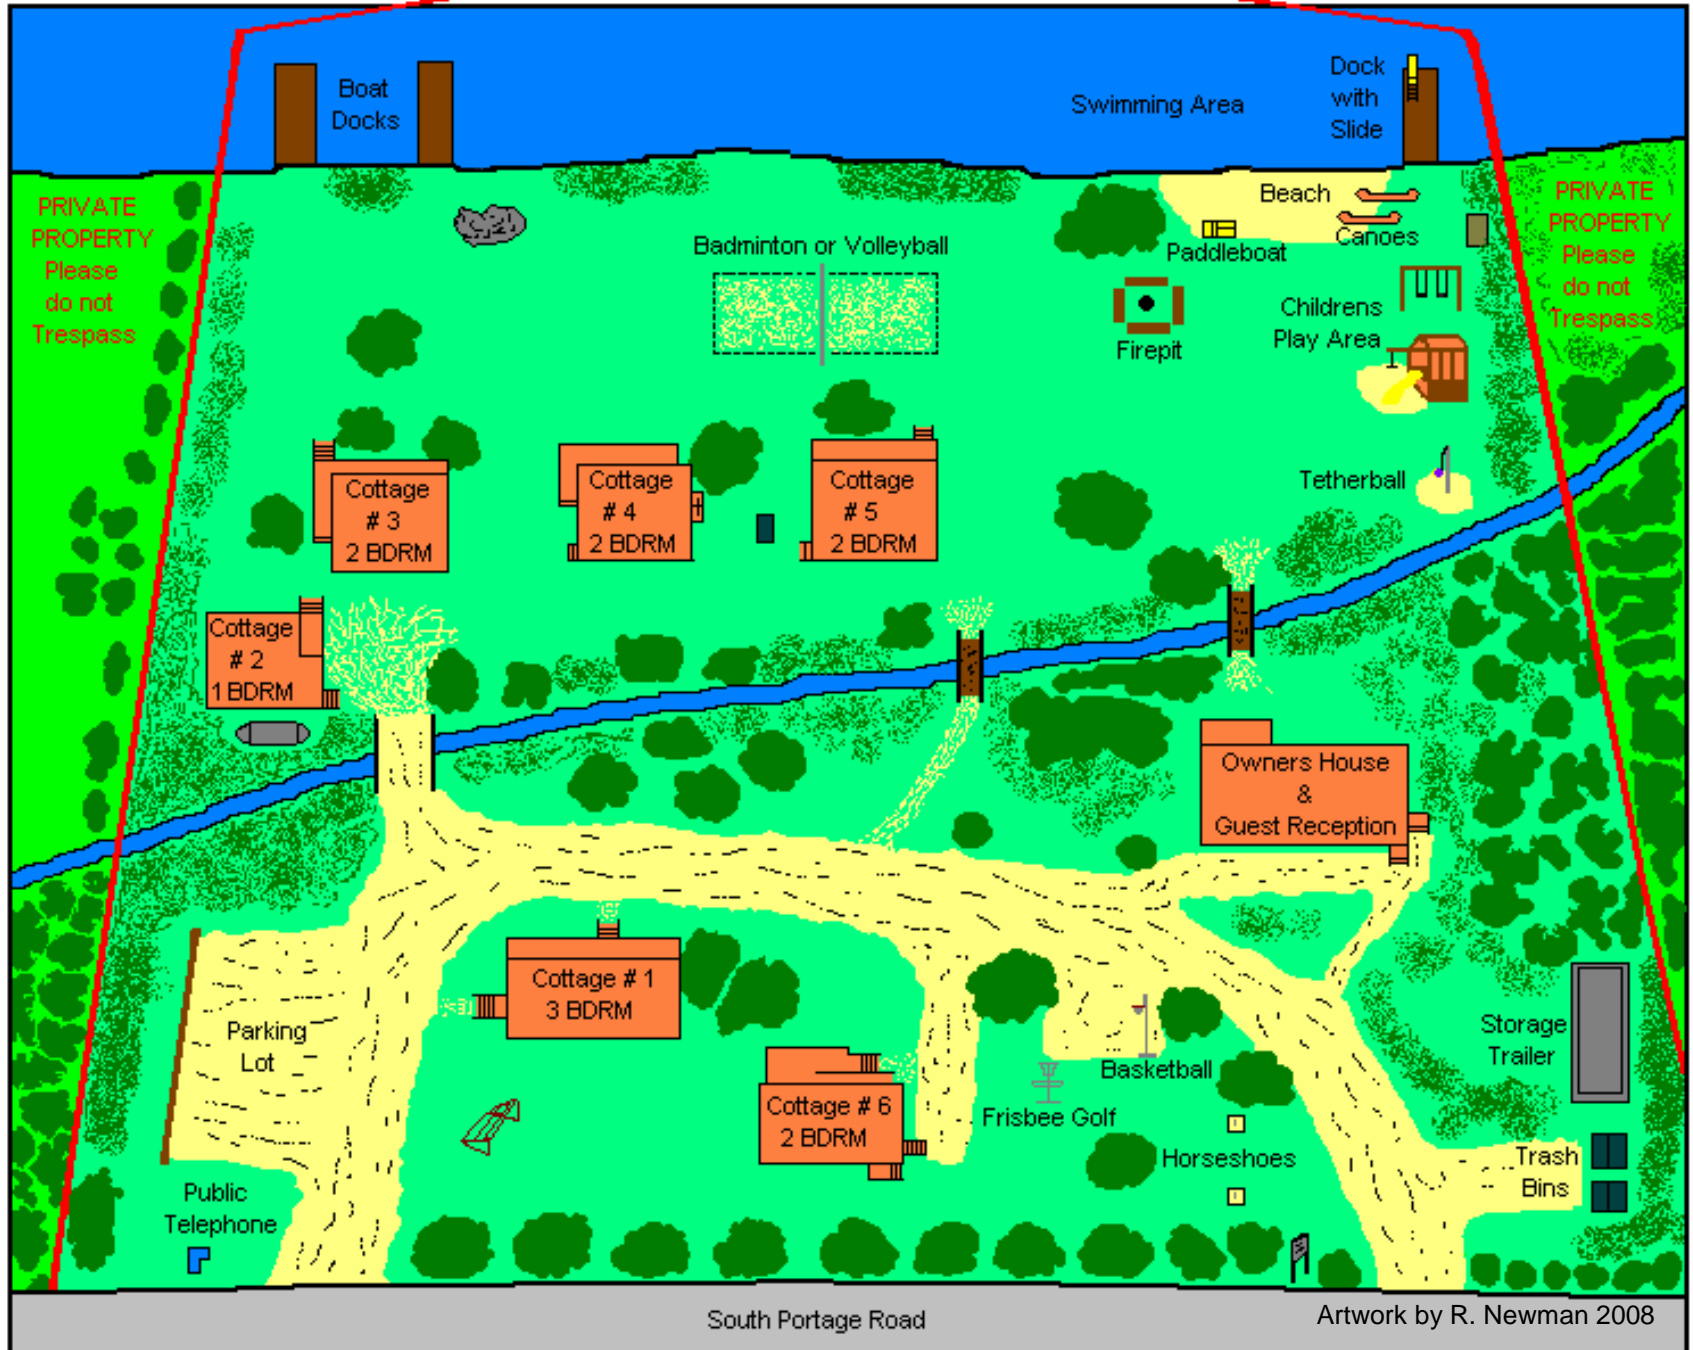 Boat
Docks
Swimming Area
Dock
with
Slide
PRIVATE
PROPERTY
Please
do not
Trespass
Beach
Canoes
Paddleboat
PRIVATE
PROPERTY
Please
do not
Trespass
Badminton or Volleyball
Firepit
Childrens
Play Area
Tetherball
Cottage
# 3
2 BDRM
Cottage
# 4
2 BDRM
Cottage
# 5
2 BDRM
Cottage
# 2
1 BDRM
Owners House
&
Guest Reception
Cottage # 1
3 BDRM
Parking
Lot
Storage
Trailer
Basketball
Cottage # 6
2 BDRM
Frisbee Golf
Horseshoes
Trash
Bins
Public
Telephone
South Portage Road
Artwork by R. Newman 2008